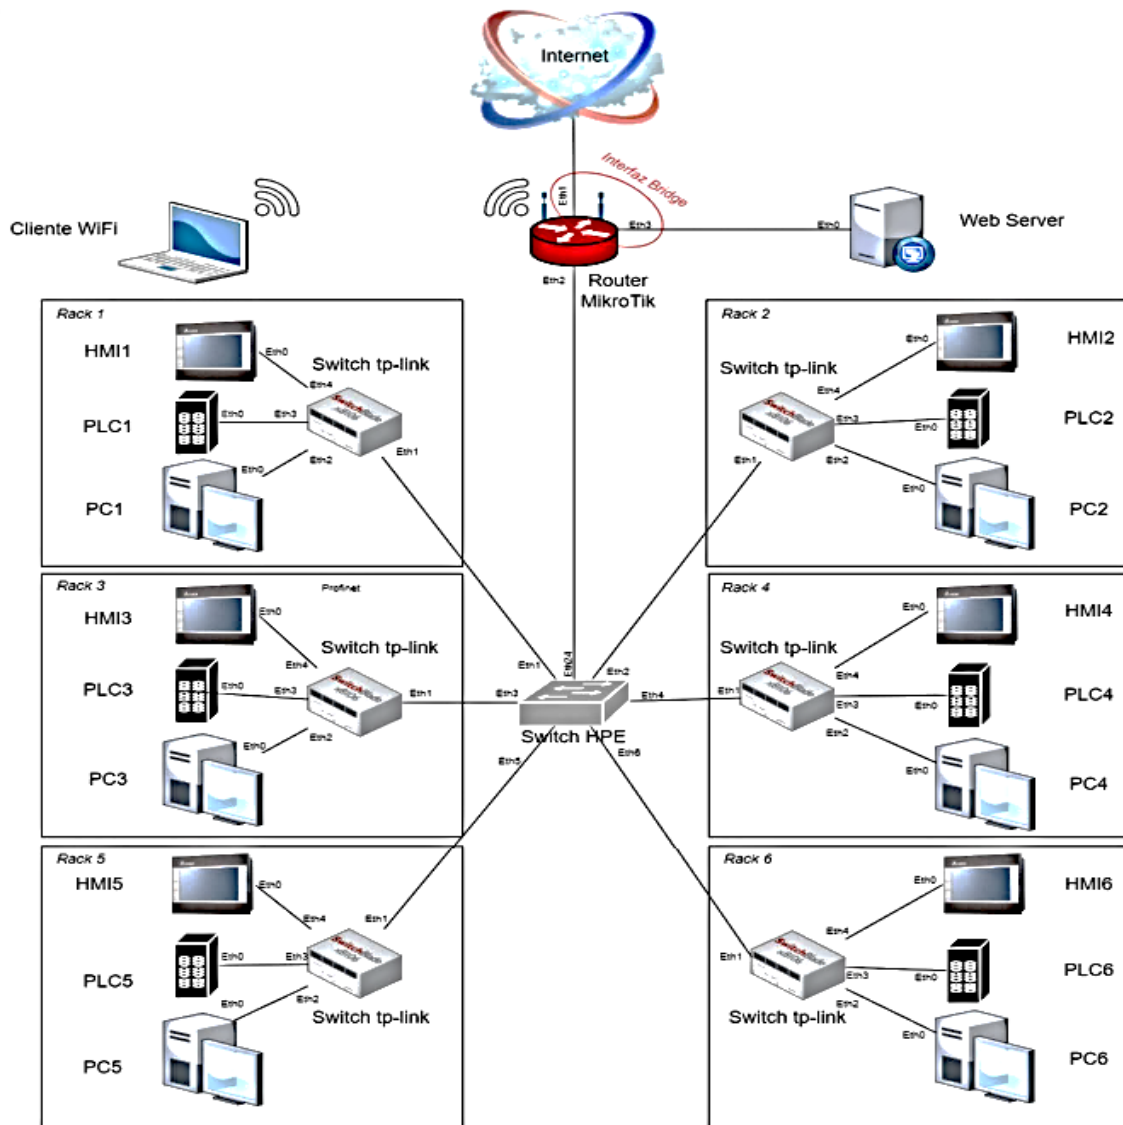 Internet
Interfaz Bridge
Eth1
Cliente WiFi
Eth3
Eth0
Web Server
Eth2
Router
MikroTik
Rack 1
HMI1
Eth0
Switch tp-link
Eth4
PLC1
Eth0
Eth3
Eth1
Eth2
Eth0
PC1
Rack 2
HMI2
Eth0
Switch tp-link
Eth4
Eth3
PLC2
Eth0
Eth1
Eth2
Eth0
PC2
Rack 3
Profinet
HMI3
Eth0
Switch tp-link
Eth4
PLC3
Eth0
Eth3
Eth1
Eth2
Eth0
PC3
Eth1
Eth24
Eth2
Eth3
Eth4
Switch HPE
Eth5
Eth6
Rack 4
HMI4
Eth0
Switch tp-link
Eth4
Eth1
PLC4
Eth3
Eth0
Eth2
Eth0
PC4
Rack 5
HMI5
Eth0
Eth4
Eth1
PLC5
Eth0
Eth3
Eth2
Eth0
Switch tp-link
PC5
Rack 6
HMI6
Eth0
Eth4
Eth1
Eth3
PLC6
Eth0
Eth2
Switch tp-link
Eth0
PC6